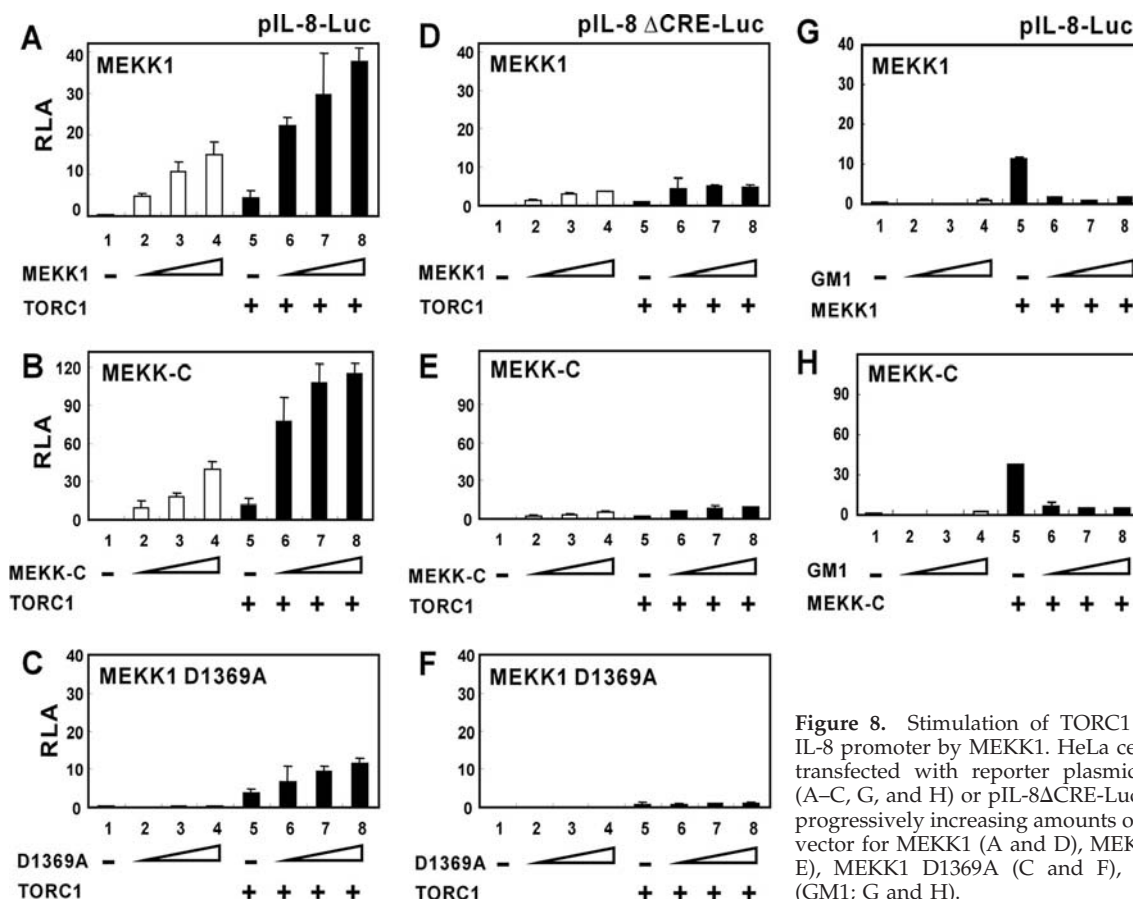 A pIL-8-Luc
MEKK1
40
30
20
10
0
RLA
1 2 3 4 5 6 7 8
MEKK1 –
TORC1 + + + +
B
MEKK-C
120
90
60
30
0
RLA
1 2 3 4 5 6 7 8
MEKK-C –
TORC1 + + + +
C
MEKK1 D1369A
40
30
20
10
0
RLA
1 2 3 4 5 6 7 8
D1369A – –
TORC1 + + + +
D pIL-8 ΔCRE-Luc
MEKK1
40
30
20
10
0
1 2 3 4 5 6 7 8
MEKK1 – –
TORC1 + + + +
E
MEKK-C
90
60
30
0
1 2 3 4 5 6 7 8
MEKK-C – –
TORC1 + + + +
F
MEKK1 D1369A
40
30
20
10
0
1 2 3 4 5 6 7 8
D1369A – –
TORC1 + + + +
G pIL-8-Luc
MEKK1
40
30
20
10
0
1 2 3 4 5 6 7 8
GM1 – –
MEKK1 + + + +
H
MEKK-C
90
60
30
0
1 2 3 4 5 6 7 8
GM1 – –
MEKK-C + + + +
Figure 8. Stimulation of TORC1
IL-8 promoter by MEKK1. HeLa ce
transfected with reporter plasmid
(A–C, G, and H) or pIL-8ΔCRE-Luc
progressively increasing amounts o
vector for MEKK1 (A and D), MEK
E), MEKK1 D1369A (C and F),
(GM1; G and H).